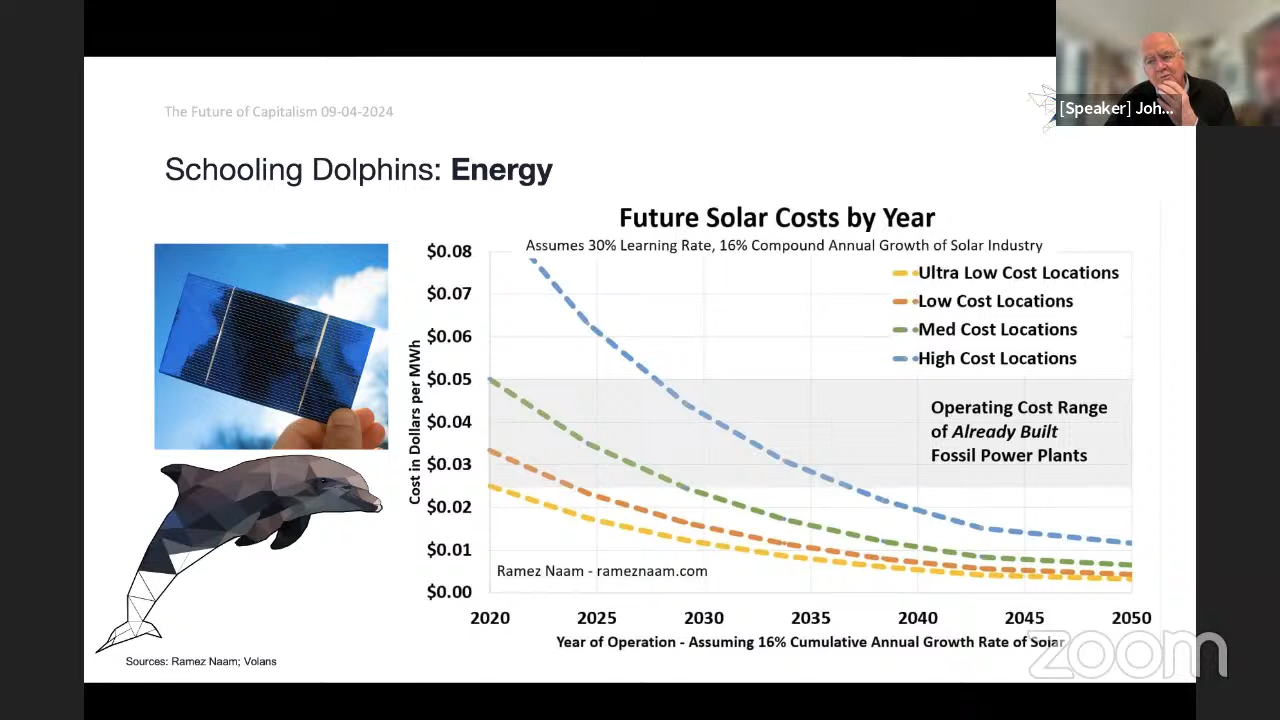 The Future of Capitalism 09-04-2024
[Speaker] Joh...
Schooling Dolphins: Energy
Future Solar Costs by Year
Assumes 30% Learning Rate, 16% Compound Annual Growth of Solar Industry
$0.08
$0.07
$0.06
$0.05
$0.04
$0.03
$0.02
$0.01
$0.00
Cost in Dollars per MWh
Ultra Low Cost Locations
Low Cost Locations
Med Cost Locations
High Cost Locations
Operating Cost Range
of Already Built
Fossil Power Plants
Ramez Naam - rameznaam.com
2020 2025 2030 2035 2040 2045 2050
Year of Operation - Assuming 16% Cumulative Annual Growth Rate of Solar
Sources: Ramez Naam; Volans
zoom